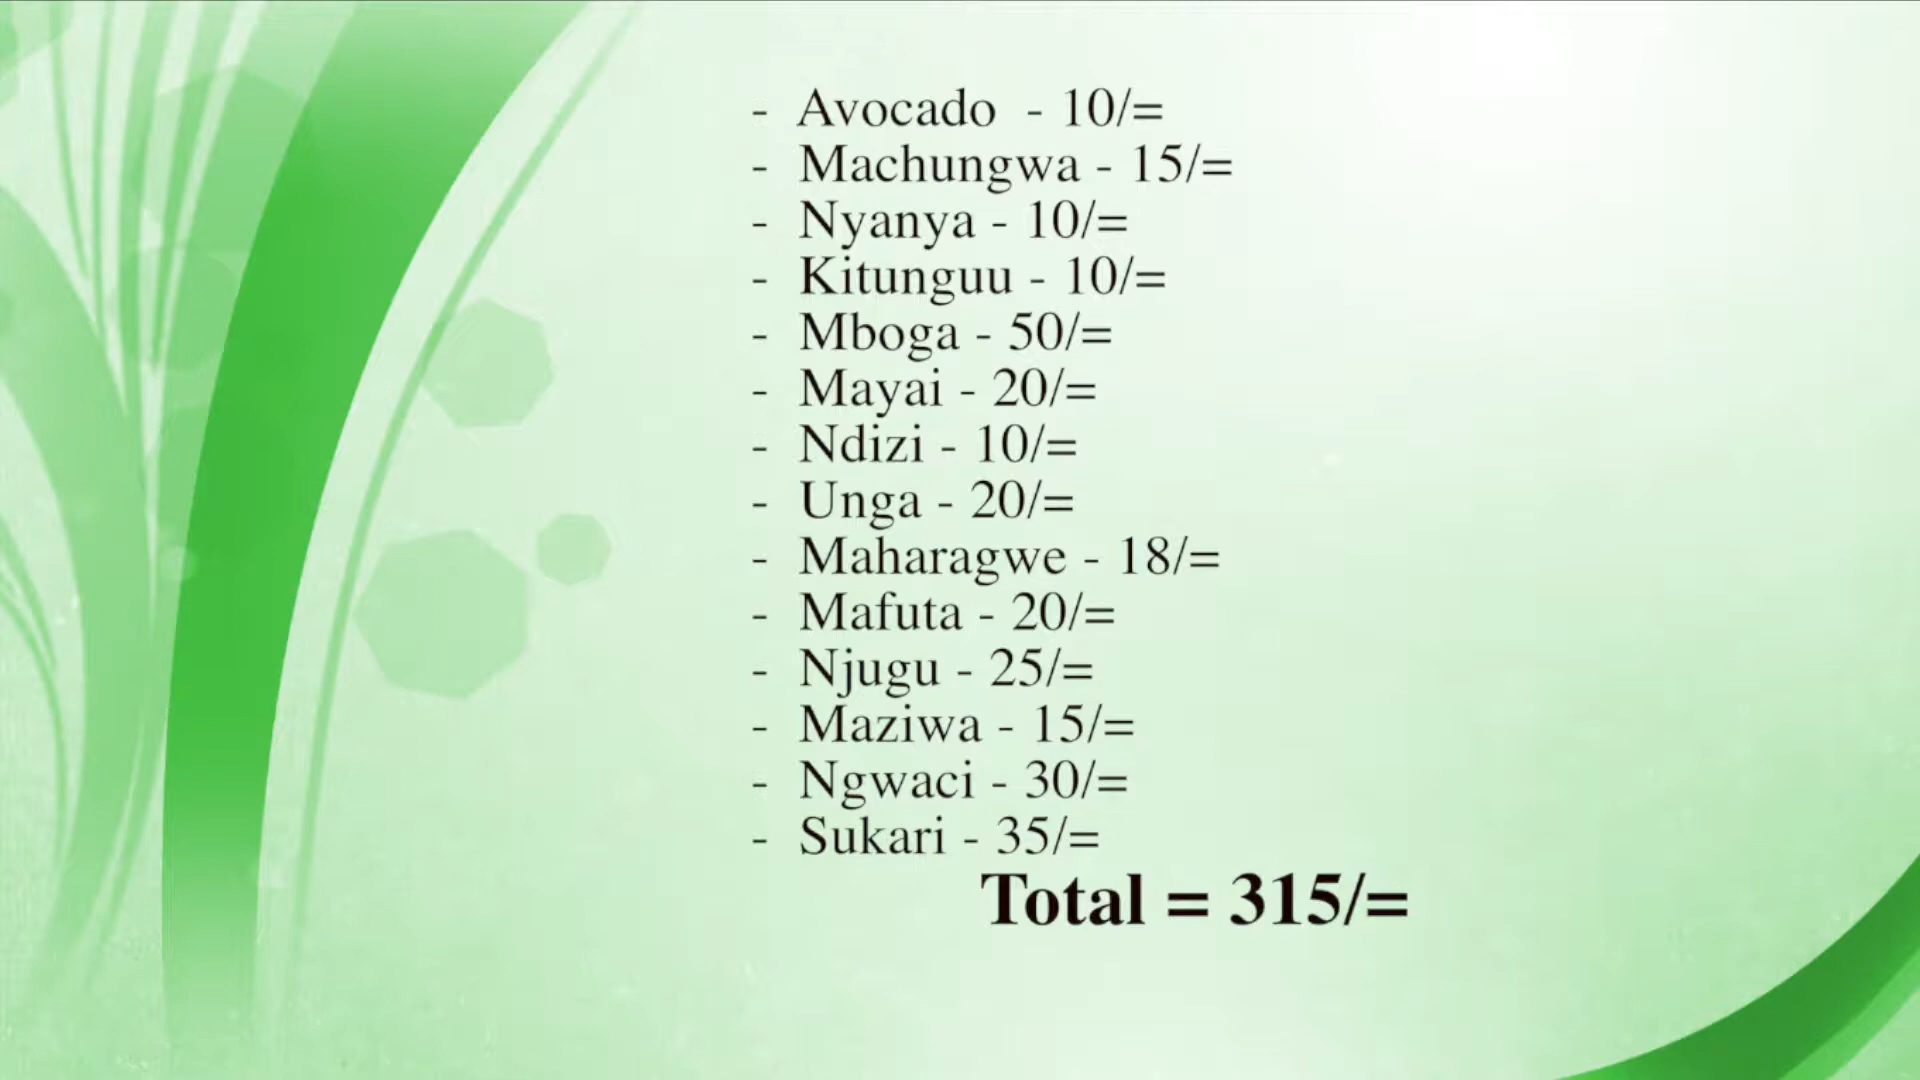 - Avocado - 10/=
- Machungwa - 15/=
- Nyanya - 10/=
- Kitunguu - 10/=
- Mboga - 50/=
- Mayai - 20/=
- Ndizi - 10/=
- Unga - 20/=
- Maharagwe - 18/=
- Mafuta - 20/=
- Njugu - 25/=
- Maziwa - 15/=
- Ngwaci - 30/=
- Sukari - 35/=
Total = 315/=